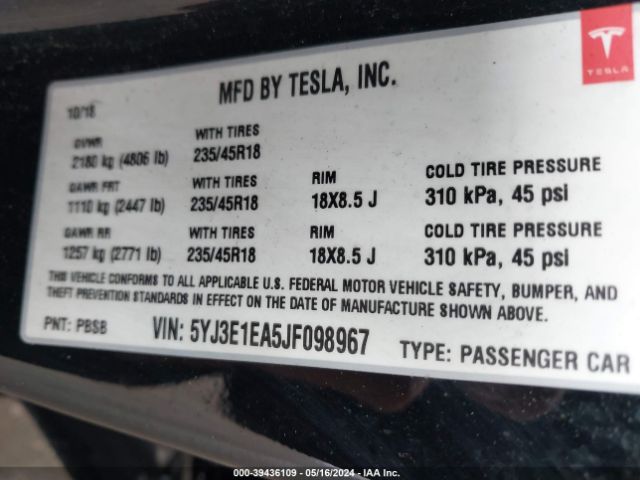 TESLA
MFD BY TESLA, INC.
10/18
GVWR WITH TIRES
2180 kg (4806 lb) 235/45R18
GAWR FRT WITH TIRES RIM COLD TIRE PRESSURE
1110 kg (2447 lb) 235/45R18 18X8.5 J 310 kPa, 45 psi
GAWR RR WITH TIRES RIM COLD TIRE PRESSURE
1257 kg (2771 lb) 235/45R18 18X8.5 J 310 kPa, 45 psi
THIS VEHICLE CONFORMS TO ALL APPLICABLE U.S. FEDERAL MOTOR VEHICLE SAFETY, BUMPER, AND
THEFT PREVENTION STANDARDS IN EFFECT ON THE DATE OF MANUFACTURE SHOWN ABOVE.
PNT: PBSB VIN: 5YJ3E1EA5JF098967 TYPE: PASSENGER CAR
000-39436109 - 05/16/2024 - IAA Inc.